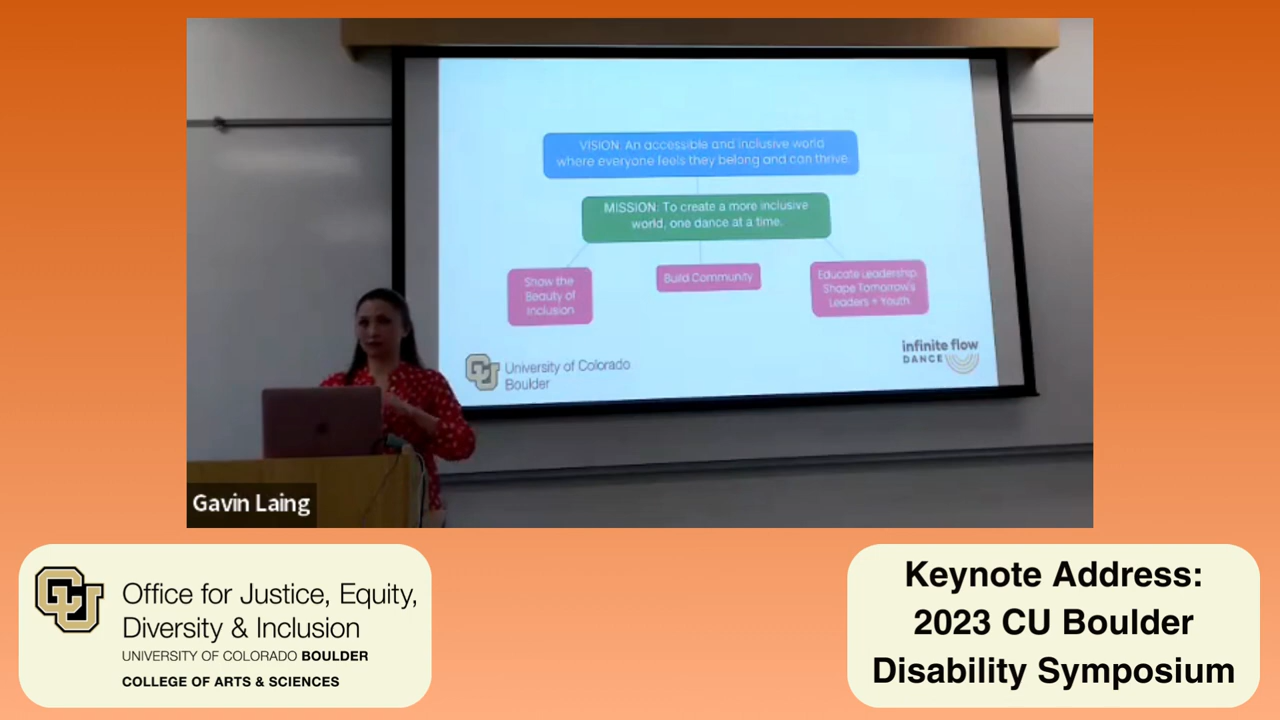 VISION: An accessible and inclusive world
where everyone feels they belong and can thrive.
MISSION: To create a more inclusive
world, one dance at a time.
Show the
Beauty of
Inclusion
Build Community
Educate Leadership
Shape Tomorrow's
Leaders + Youth
CU
University of Colorado
Boulder
infinite flow
DANCE
Gavin Laing
CU
Office for Justice, Equity,
Diversity & Inclusion
UNIVERSITY OF COLORADO BOULDER
COLLEGE OF ARTS & SCIENCES
Keynote Address:
2023 CU Boulder
Disability Symposium